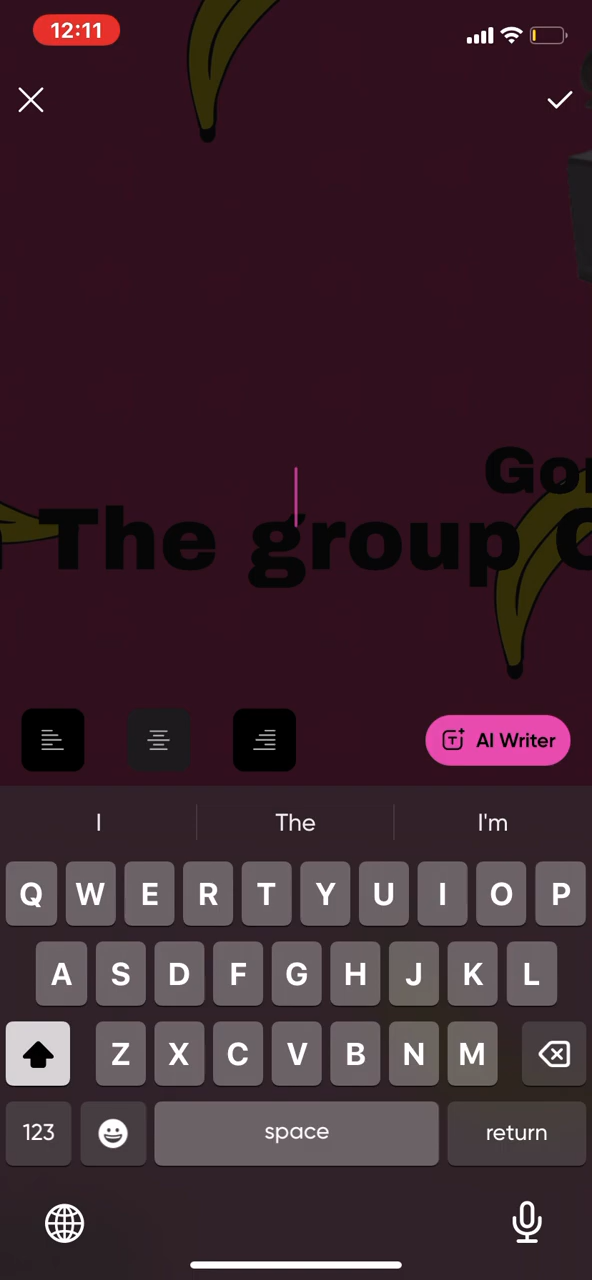 12:11
The group
AI Writer
I The I'm
Q W E R T Y U I O P
A S D F G H J K L
Z X C V B N M
123 space return